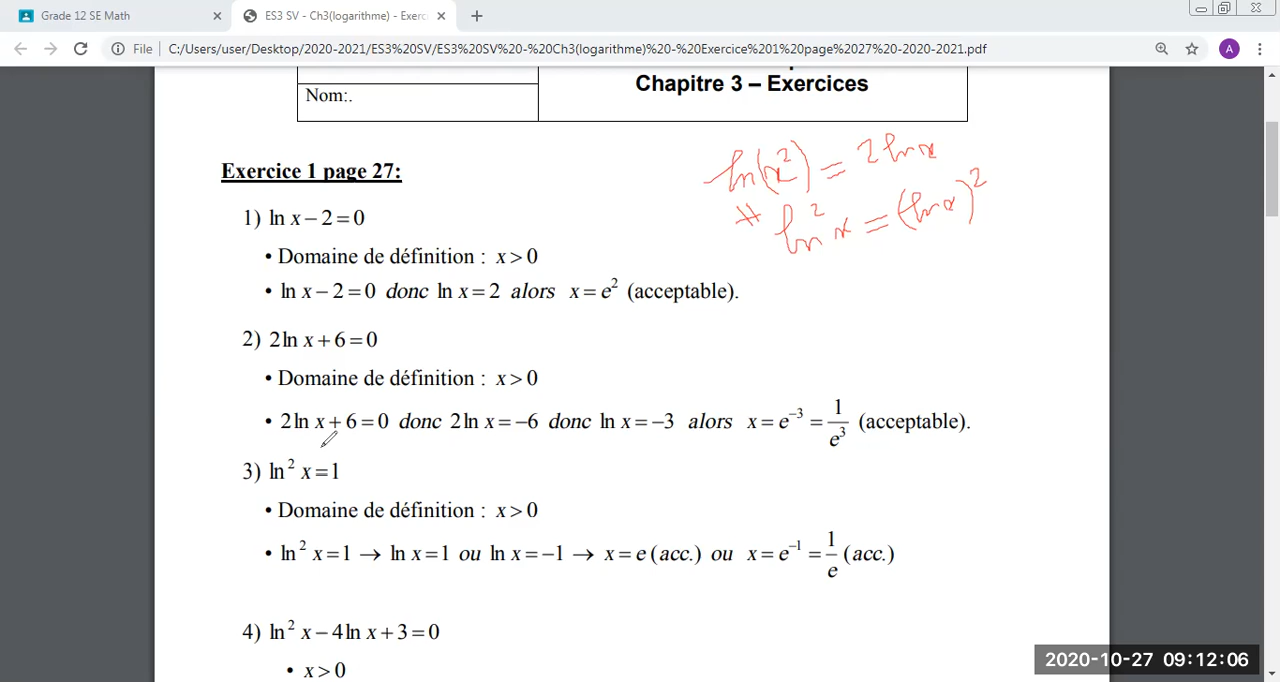 Grade 12 SE Math
ES3 SV - Ch3(logarithme) - Exerc
File
C:/Users/user/Desktop/2020-2021/ES3%20SV/ES3%20SV%20-%20Ch3(logarithme)%20-%20Exercice%201%20page%2027%20-2020-2021.pdf
A
Chapitre 3 – Exercices
Nom:.
ln(x²) = 2 ln x
* ln² x = (ln x)²
Exercice 1 page 27:
1) ln x − 2 = 0
• Domaine de définition : x > 0
• ln x − 2 = 0 donc ln x = 2 alors x = e² (acceptable).
2) 2 ln x + 6 = 0
• Domaine de définition : x > 0
• 2 ln x + 6 = 0 donc 2 ln x = −6 donc ln x = −3 alors x = e⁻³ = 1/e³ (acceptable).
3) ln² x = 1
• Domaine de définition : x > 0
• ln² x = 1 → ln x = 1 ou ln x = −1 → x = e (acc.) ou x = e⁻¹ = 1/e (acc.)
4) ln² x − 4 ln x + 3 = 0
• x > 0
2020-10-27 09:12:06